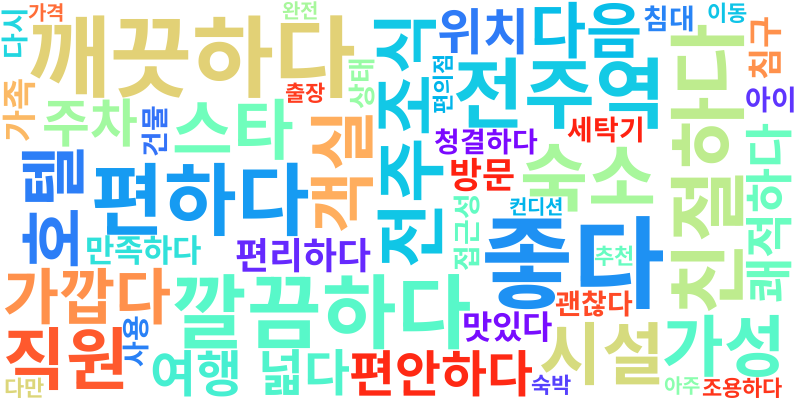 다시
가격
완전
깨끗하다
위치
다음
침대
이동
침구
가족
주차
건물
스타
출장
상태
객실
조식
편의점
전주
역
친절하다
아이
세탁기
청결하다
방문
숙소
쾌적하다
호텔
편하다
전주
만족하다
편리하다
접근성
컨디션
좋다
추천
가깝다
깔끔하다
괜찮다
맛있다
직원
사용
여행
넓다
편안하다
시설
가성
다만
숙박
아주
조용하다